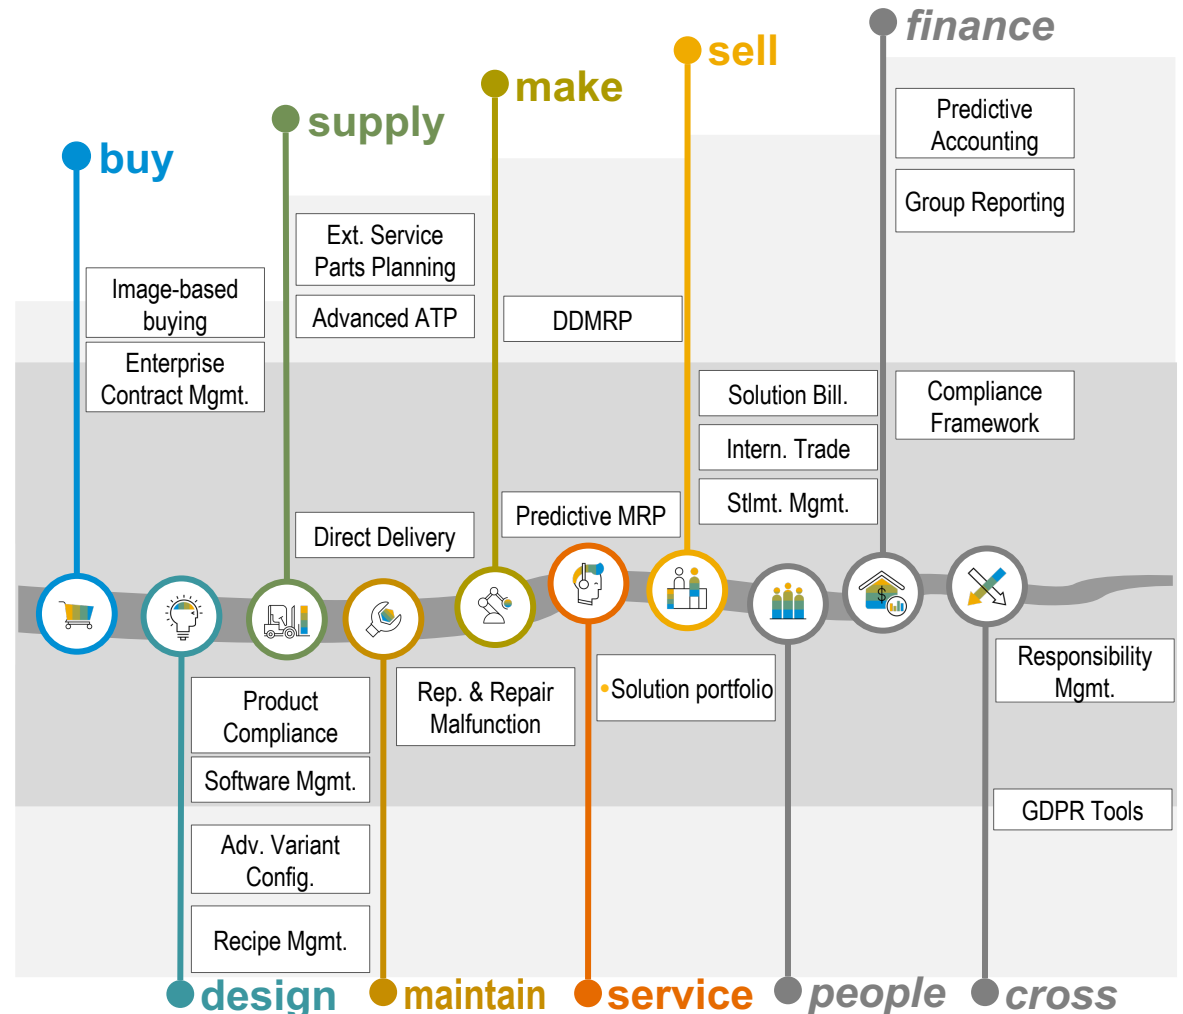 finance
sell
make
supply
buy
Predictive
Accounting
Group Reporting
Ext. Service
Parts Planning
Advanced ATP
Image-based
buying
Enterprise
Contract Mgmt.
DDMRP
Solution Bill.
Intern. Trade
Stlmt. Mgmt.
Compliance
Framework
Direct Delivery
Predictive MRP
$
Product
Compliance
Software Mgmt.
Adv. Variant
Config.
Recipe Mgmt.
Rep. & Repair
Malfunction
•Solution portfolio
Responsibility
Mgmt.
GDPR Tools
design
maintain
service
people
cross